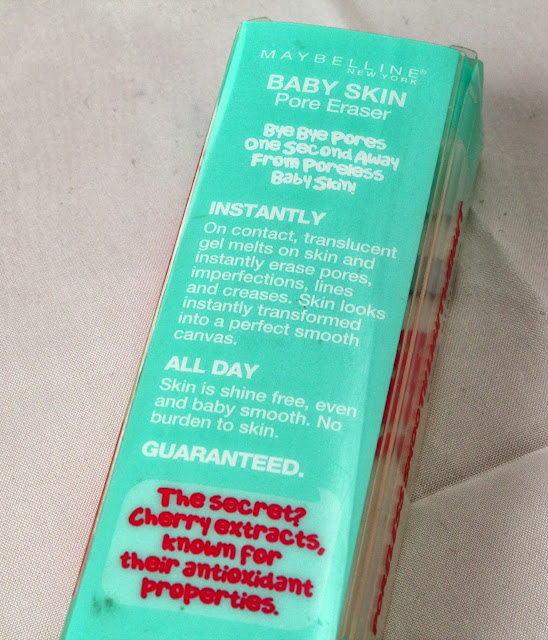 MAYBELLINE®
NEW YORK
BABY SKIN
Pore Eraser
Bye Bye Pores
One Second Away
From Poreless
Baby Skin!
INSTANTLY
On contact, translucent
gel melts on skin and
instantly erase pores,
imperfections, lines
and creases. Skin looks
instantly transformed
into a perfect smooth
canvas.
ALL DAY
Skin is shine free, even
and baby smooth. No
burden to skin.
GUARANTEED.
The secret?
Cherry extracts,
known for
their antioxidant
properties.